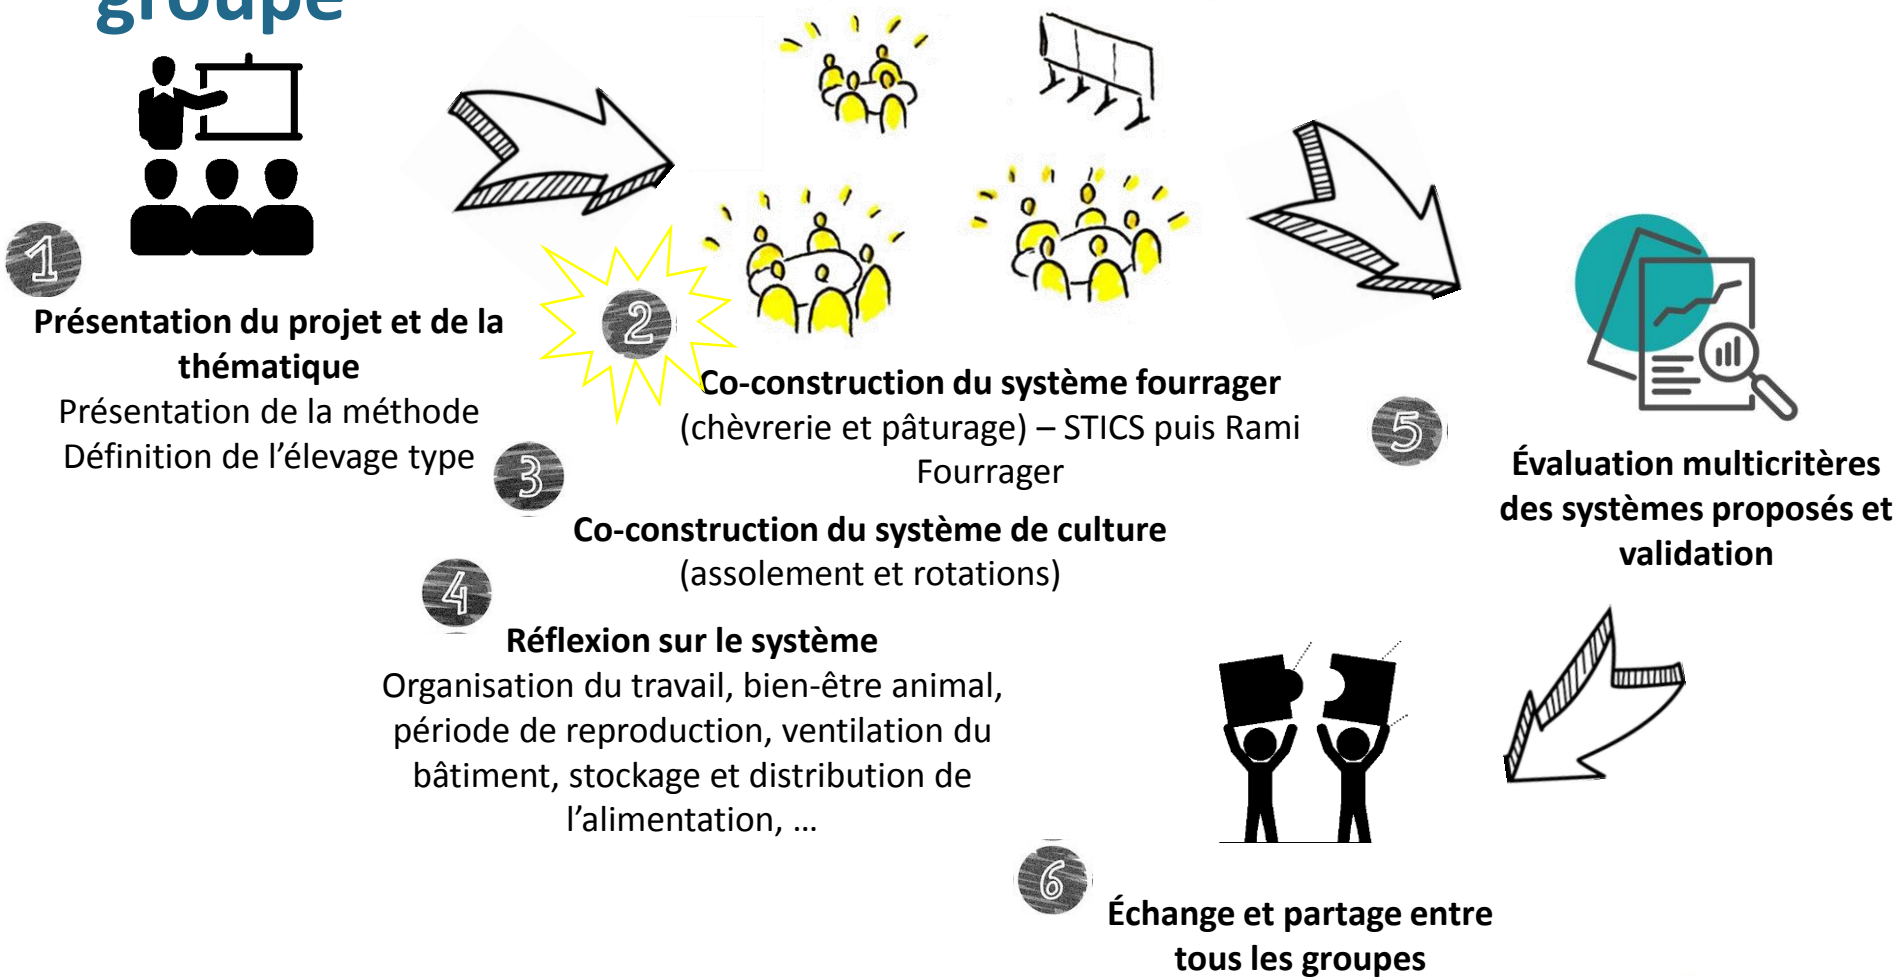 groupe
1
Présentation du projet et de la
thématique
Présentation de la méthode
Définition de l’élevage type
2
Co-construction du système fourrager
(chèvrerie et pâturage) – STICS puis Rami
Fourrager
3
Co-construction du système de culture
(assolement et rotations)
4
Réflexion sur le système
Organisation du travail, bien-être animal,
période de reproduction, ventilation du
bâtiment, stockage et distribution de
l’alimentation, ...
5
Évaluation multicritères
des systèmes proposés et
validation
6
Échange et partage entre
tous les groupes